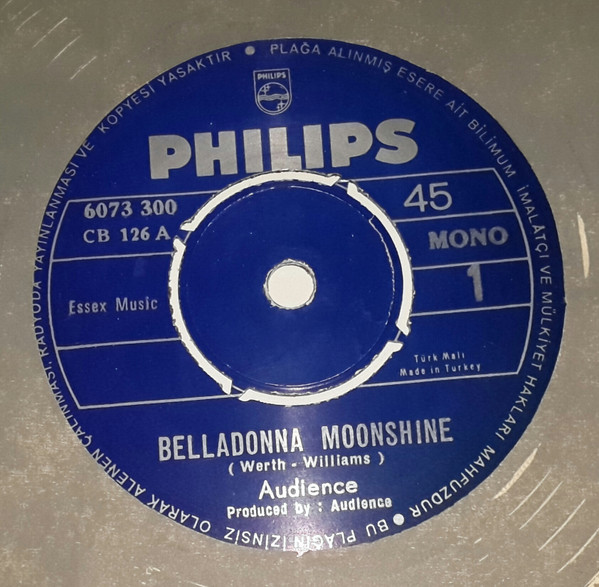 PLAĞA ALINMIŞ ESERE AİT BİLİMUM İMALATÇI VE MÜLKİYET HAKLARI MAHFUZDUR ● BU PLAĞIN İZİNSİZ OLARAK ALENEN ÇALINMASI, RADYODA YAYINLANMASI VE KOPYESİ YASAKTIR ●
PHILIPS
PHILIPS
6073 300
CB 126 A
45
MONO
1
Essex Music
Türk Malı
Made in Turkey
BELLADONNA MOONSHINE
( Werth - Williams )
Audience
Produced by : Audience